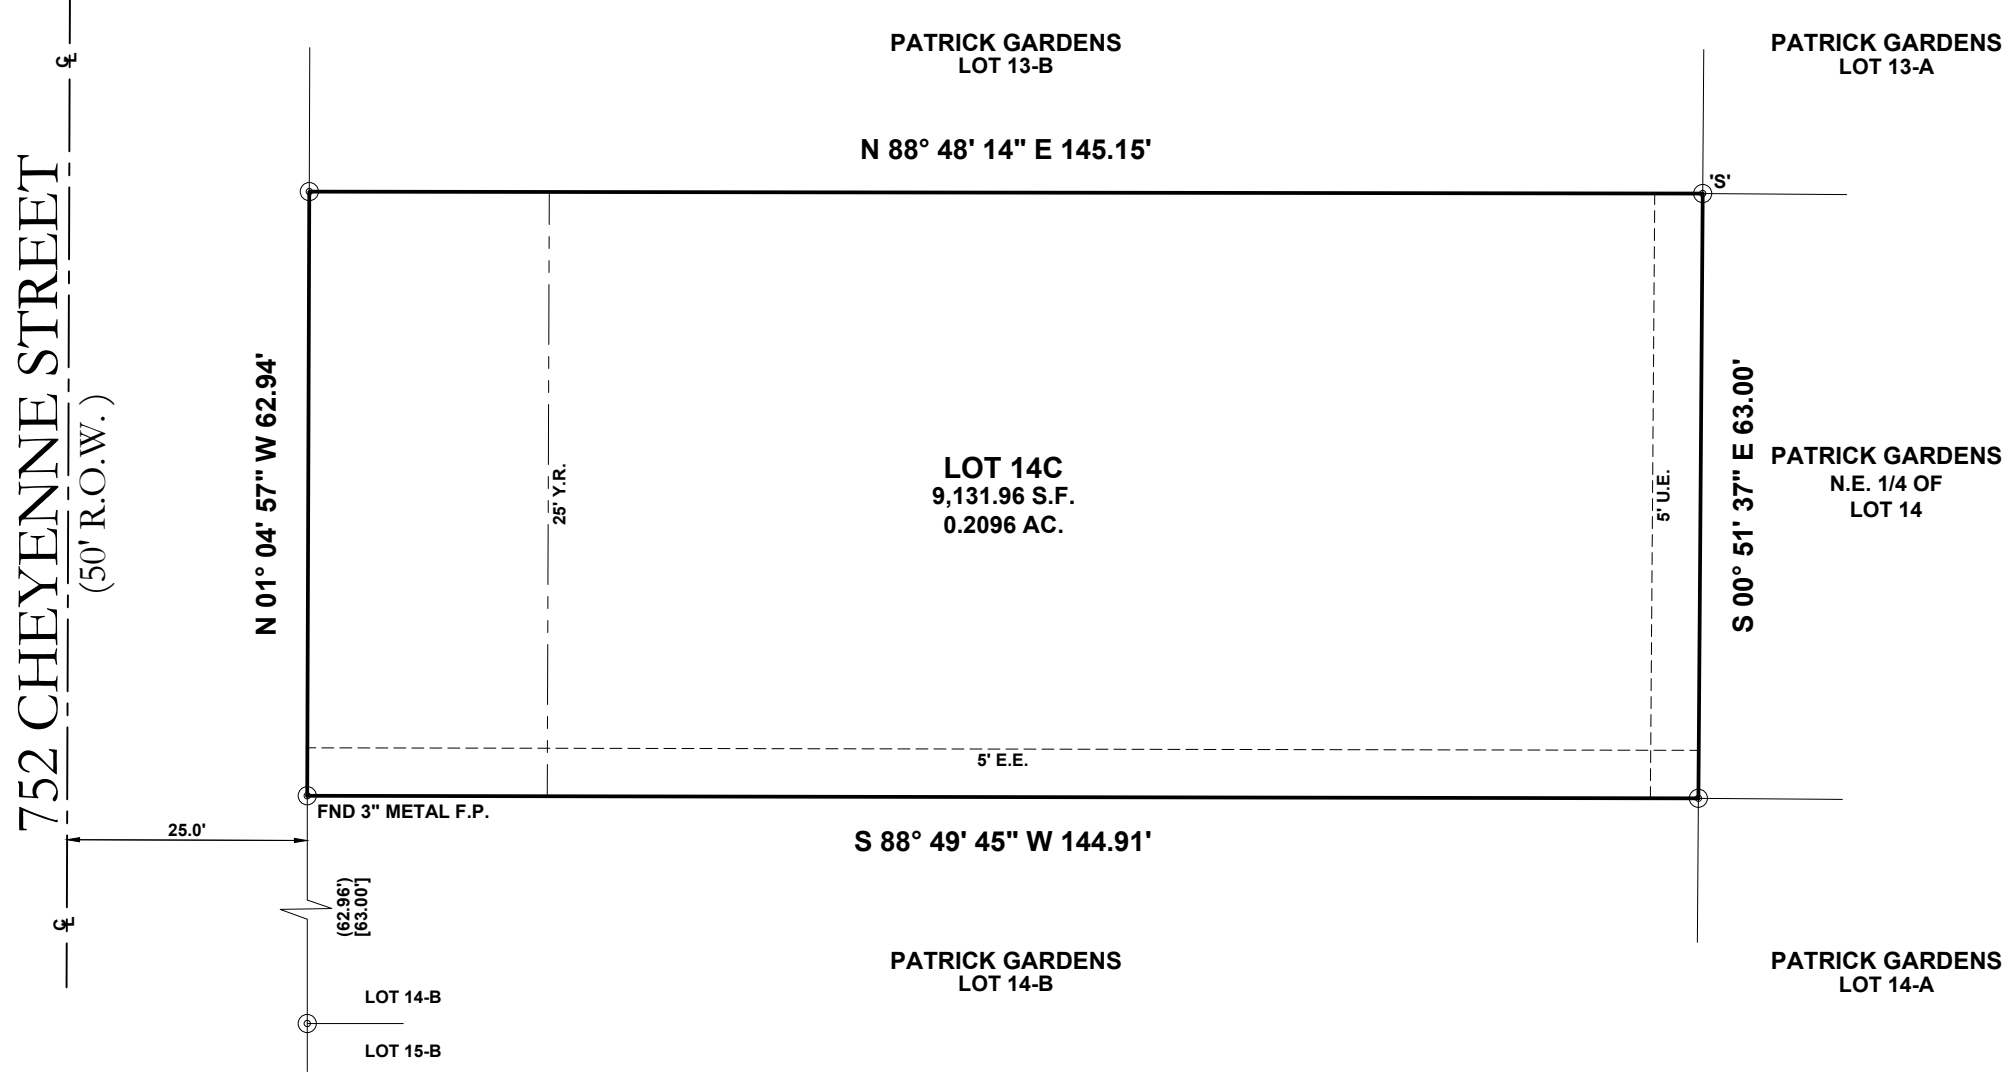 ℄
PATRICK GARDENS
LOT 13-B
PATRICK GARDENS
LOT 13-A
N 88° 48' 14" E 145.15'
'S'
752 CHEYENNE STREET
(50' R.O.W. )
N 01° 04' 57" W 62.94'
25' Y.R.
LOT 14C
9,131.96 S.F.
0.2096 AC.
5' U.E.
S 00° 51' 37" E 63.00'
PATRICK GARDENS
N.E. 1/4 OF
LOT 14
5' E.E.
FND 3" METAL F.P.
25.0'
S 88° 49' 45" W 144.91'
(62.96')
[63.00']
℄
PATRICK GARDENS
LOT 14-B
PATRICK GARDENS
LOT 14-A
LOT 14-B
LOT 15-B